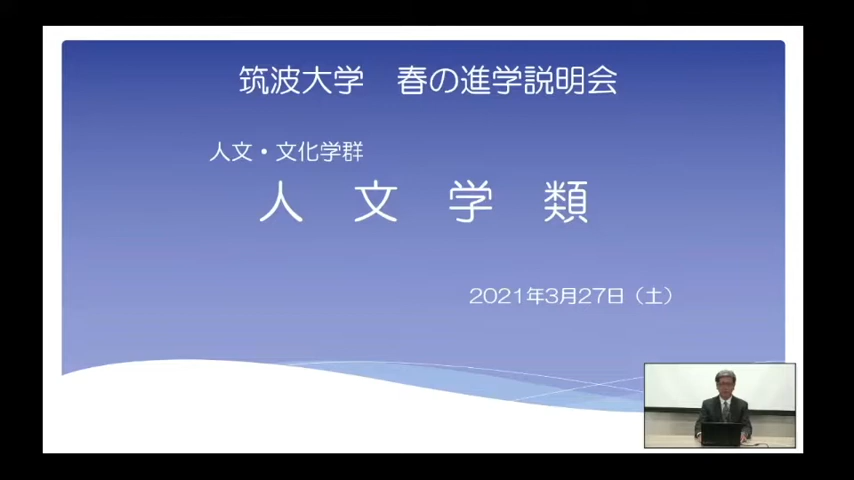 筑波大学　春の進学説明会
人文・文化学群
人　文　学　類
2021年3月27日（土）